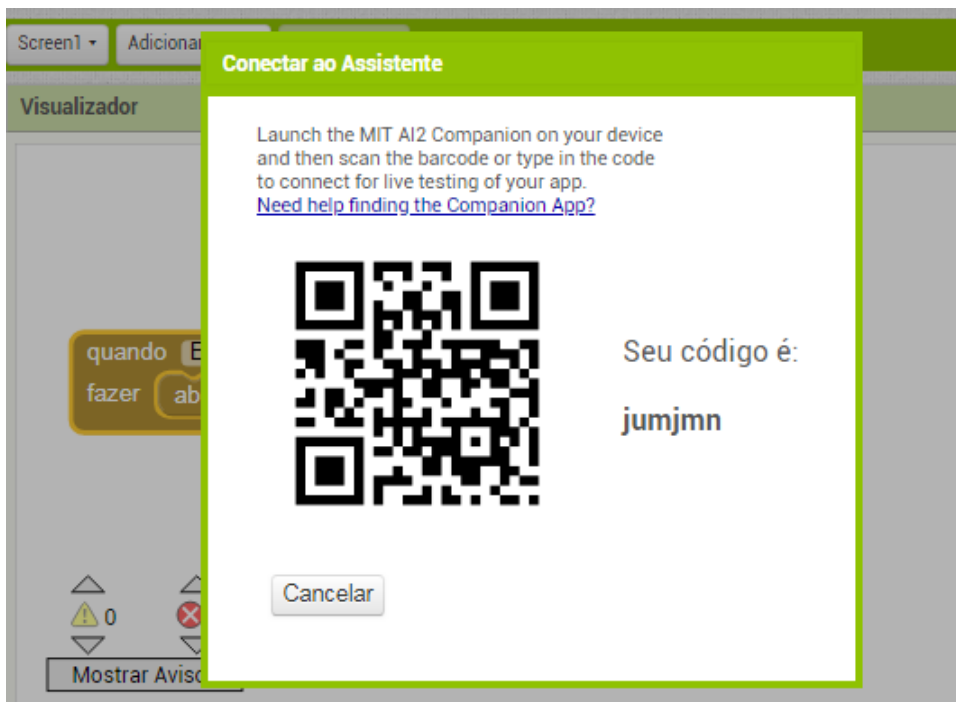 Screen1
Adicionar
Conectar ao Assistente
Visualizador
Launch the MIT AI2 Companion on your device
and then scan the barcode or type in the code
to connect for live testing of your app.
Need help finding the Companion App?
quando
fazer
Seu código é:
jumjmn
Cancelar
0
Mostrar